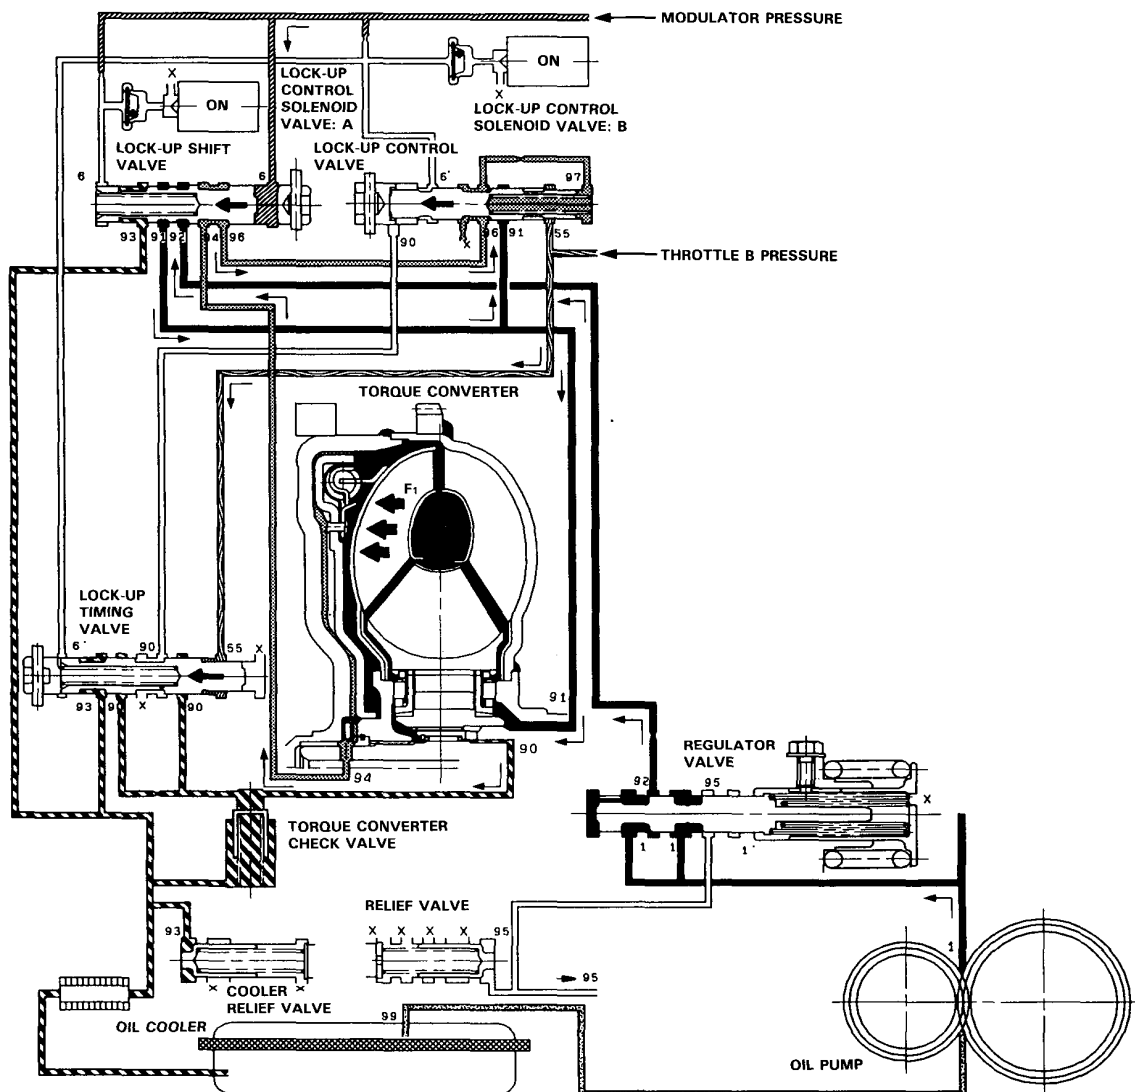 MODULATOR PRESSURE
ON
ON
X
X
LOCK-UP
CONTROL
SOLENOID
VALVE: A
LOCK-UP CONTROL
SOLENOID VALVE: B
LOCK-UP SHIFT
VALVE
LOCK-UP CONTROL
VALVE
6
6
6'
97
93
91
92
94
96
90
X
96
91
55
THROTTLE B PRESSURE
TORQUE CONVERTER
F1
LOCK-UP
TIMING
VALVE
6'
90
55
X
93
X
90
91
90
94
REGULATOR
VALVE
92
95
X
1
1
1'
TORQUE CONVERTER
CHECK VALVE
RELIEF VALVE
93
X
X
X
X
95
1
95
X
X
COOLER
RELIEF VALVE
OIL COOLER
99
OIL PUMP